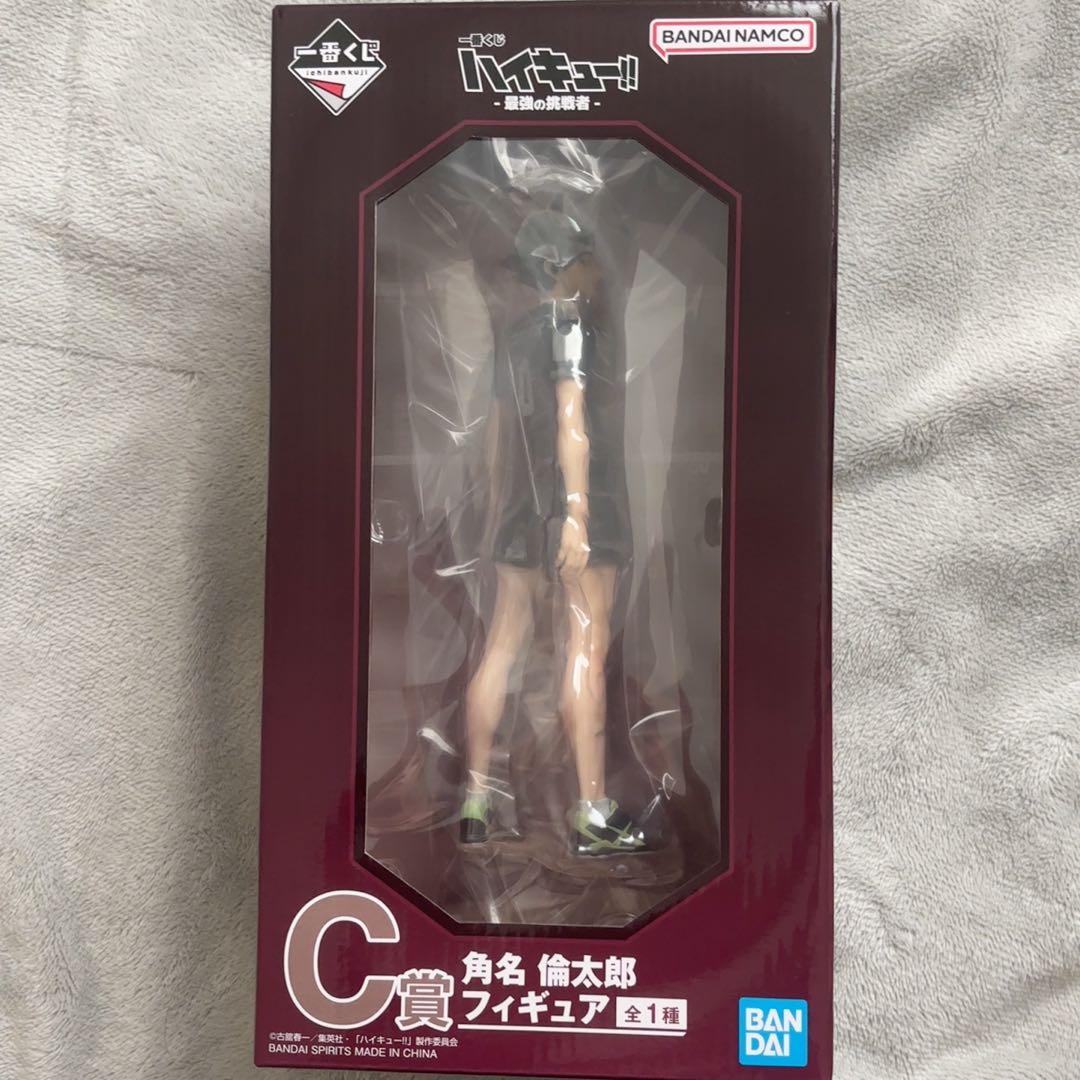 一番くじ
ichibankuji
一番くじ
ハイキュー!!
- 最強の挑戦者 -
BANDAI NAMCO
C賞
角名 倫太郎
フィギュア 全1種
©古舘春一／集英社・「ハイキュー!!」製作委員会
BANDAI SPIRITS MADE IN CHINA
BAN
DAI